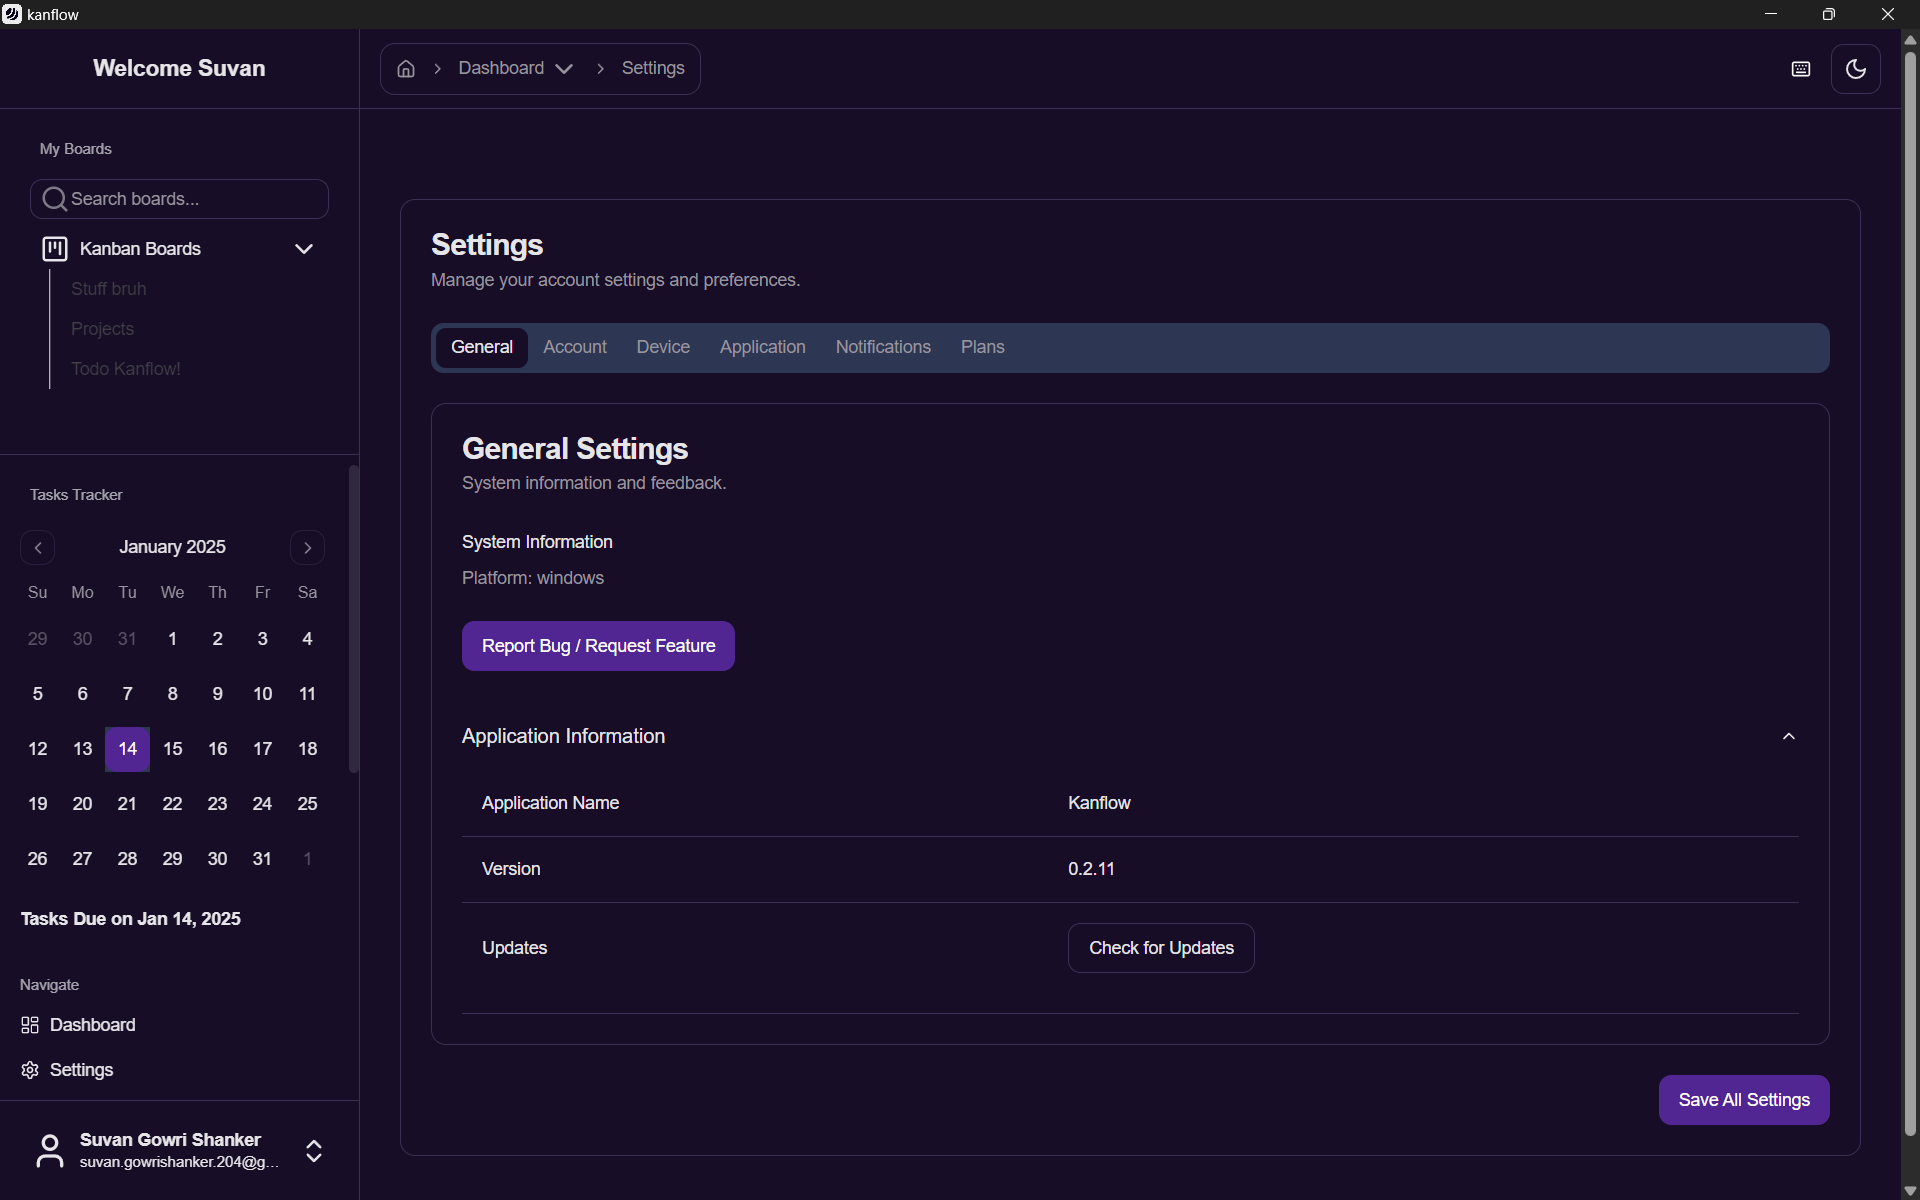 kanflow
Welcome Suvan
Dashboard
Settings
My Boards
Search boards...
Kanban Boards
Stuff bruh
Projects
Todo Kanflow!
Tasks Tracker
January 2025
Su Mo Tu We Th Fr Sa
29 30 31 1 2 3 4
5 6 7 8 9 10 11
12 13 14 15 16 17 18
19 20 21 22 23 24 25
26 27 28 29 30 31 1
Tasks Due on Jan 14, 2025
Navigate
Dashboard
Settings
Suvan Gowri Shanker
suvan.gowrishanker.204@g...
Settings
Manage your account settings and preferences.
General Account Device Application Notifications Plans
General Settings
System information and feedback.
System Information
Platform: windows
Report Bug / Request Feature
Application Information
Application Name Kanflow
Version 0.2.11
Updates Check for Updates
Save All Settings